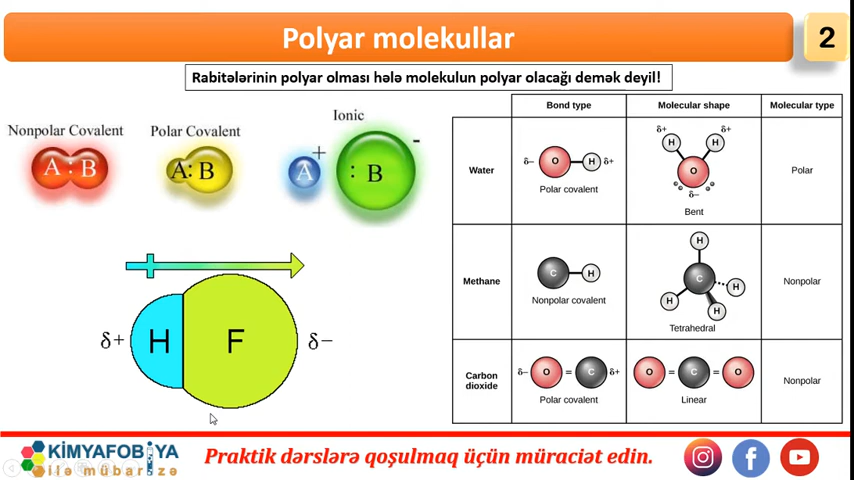 Polyar molekullar
2
Rabitələrinin polyar olması hələ molekulun polyar olacağı demək deyil!
Nonpolar Covalent
A : B
Polar Covalent
A: B
Ionic
A +
: B -
δ+ H F δ−
Bond type Molecular shape Molecular type
Water
δ− O H δ+
Polar covalent
δ+ δ+
H H
O
δ−
Bent
Polar
Methane
C H
Nonpolar covalent
H
C
H H
H
Tetrahedral
Nonpolar
Carbon
dioxide
δ− O = C δ+
Polar covalent
O = C = O
Linear
Nonpolar
KİMYAFOBİYA
ilə mübarizə
Praktik dərslərə qoşulmaq üçün müraciət edin.